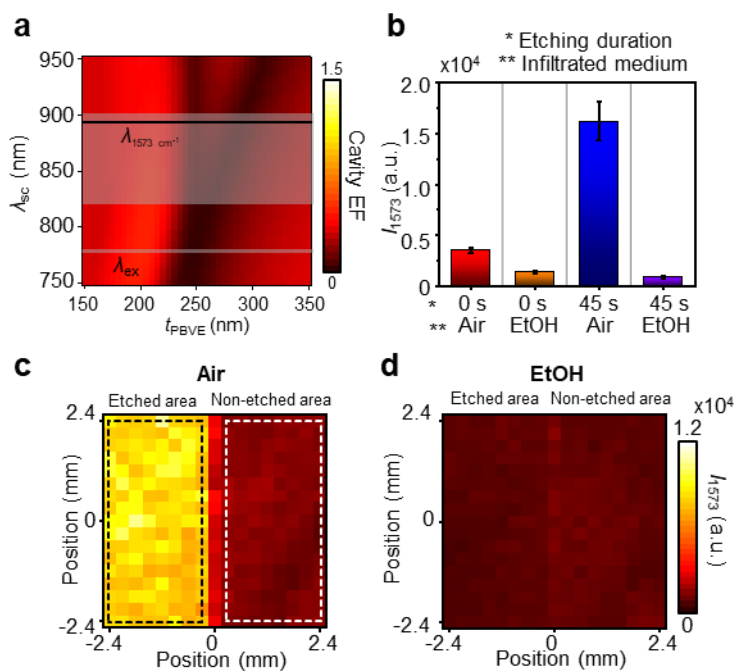 a
950
900
850
800
750
λsc (nm)
λ1573 cm⁻¹
λex
150 200 250 300 350
tPBVE (nm)
1.5
0
Cavity EF
b
* Etching duration
** Infiltrated medium
x10⁴
2.0
1.5
1.0
0.5
0
I1573 (a.u.)
* 0 s 0 s 45 s 45 s
** Air EtOH Air EtOH
c
Air
Etched area Non-etched area
2.4
0
-2.4
Position (mm)
-2.4 0 2.4
Position (mm)
d
EtOH
Etched area Non-etched area
2.4
0
-2.4
Position (mm)
-2.4 0 2.4
Position (mm)
x10⁴
1.2
0
I1573 (a.u.)